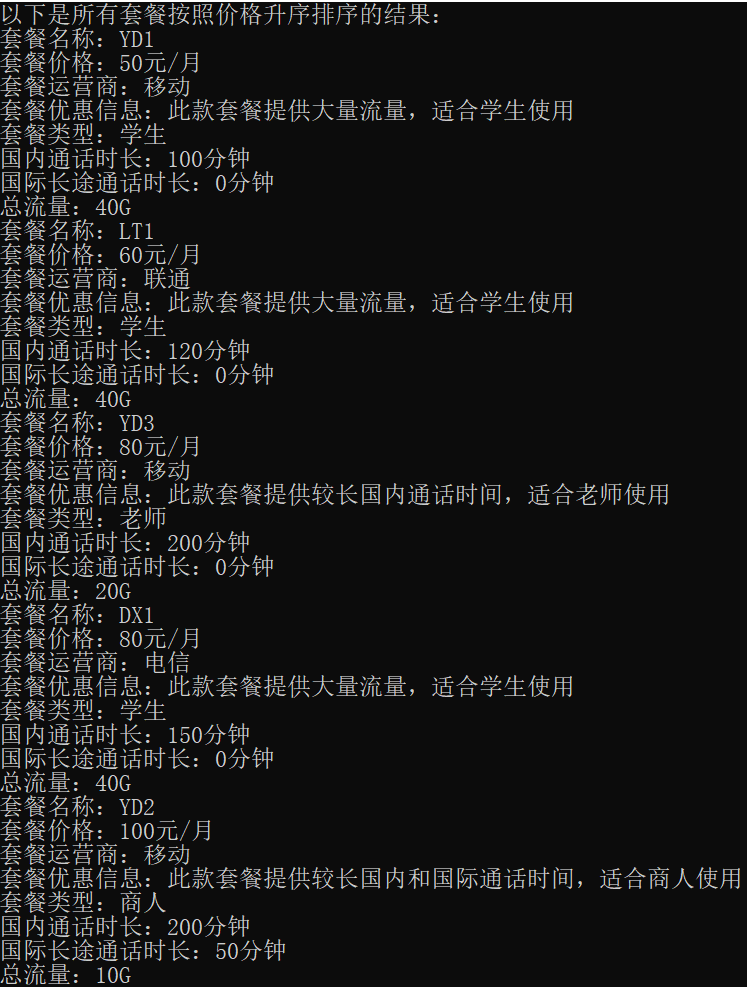 以下是所有套餐按照价格升序排序的结果：
套餐名称：YD1
套餐价格：50元/月
套餐运营商：移动
套餐优惠信息：此款套餐提供大量流量，适合学生使用
套餐类型：学生
国内通话时长：100分钟
国际长途通话时长：0分钟
总流量：40G
套餐名称：LT1
套餐价格：60元/月
套餐运营商：联通
套餐优惠信息：此款套餐提供大量流量，适合学生使用
套餐类型：学生
国内通话时长：120分钟
国际长途通话时长：0分钟
总流量：40G
套餐名称：YD3
套餐价格：80元/月
套餐运营商：移动
套餐优惠信息：此款套餐提供较长国内通话时间，适合老师使用
套餐类型：老师
国内通话时长：200分钟
国际长途通话时长：0分钟
总流量：20G
套餐名称：DX1
套餐价格：80元/月
套餐运营商：电信
套餐优惠信息：此款套餐提供大量流量，适合学生使用
套餐类型：学生
国内通话时长：150分钟
国际长途通话时长：0分钟
总流量：40G
套餐名称：YD2
套餐价格：100元/月
套餐运营商：移动
套餐优惠信息：此款套餐提供较长国内和国际通话时间，适合商人使用
套餐类型：商人
国内通话时长：200分钟
国际长途通话时长：50分钟
总流量：10G